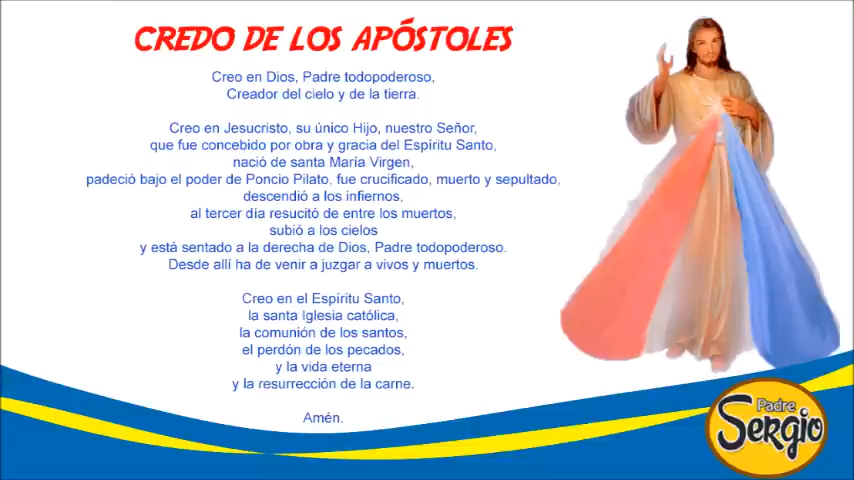 CREDO DE LOS APÓSTOLES
Creo en Dios, Padre todopoderoso,
Creador del cielo y de la tierra.
Creo en Jesucristo, su único Hijo, nuestro Señor,
que fue concebido por obra y gracia del Espíritu Santo,
nació de santa María Virgen,
padeció bajo el poder de Poncio Pilato, fue crucificado, muerto y sepultado,
descendió a los infiernos,
al tercer día resucitó de entre los muertos,
subió a los cielos
y está sentado a la derecha de Dios, Padre todopoderoso.
Desde allí ha de venir a juzgar a vivos y muertos.
Creo en el Espíritu Santo,
la santa Iglesia católica,
la comunión de los santos,
el perdón de los pecados,
y la vida eterna
y la resurrección de la carne.
Amén.
Padre
Sergio